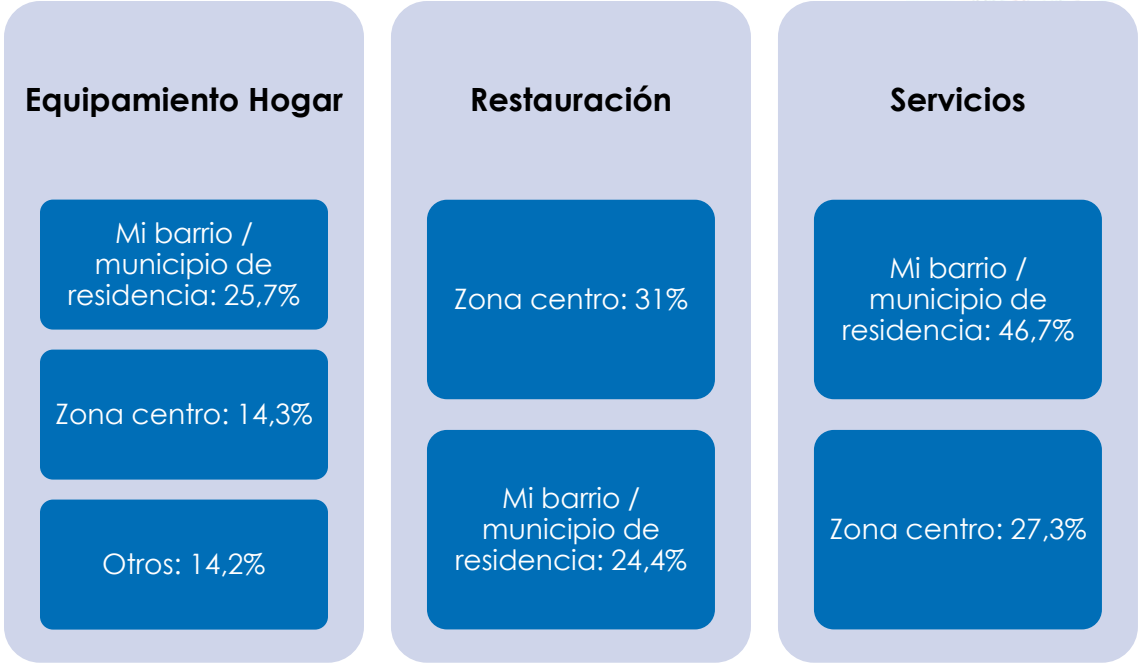 Equipamiento Hogar
Mi barrio /
municipio de
residencia: 25,7%
Zona centro: 14,3%
Otros: 14,2%
Restauración
Zona centro: 31%
Mi barrio /
municipio de
residencia: 24,4%
Servicios
Mi barrio /
municipio de
residencia: 46,7%
Zona centro: 27,3%